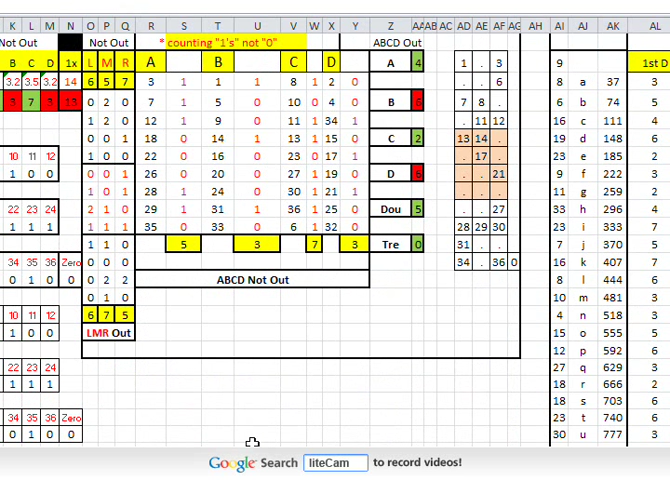 K L M N O P Q R S T U V W X Y Z AA AB AC AD AE AF AG AH AI AJ AK AL
Not Out Not Out * counting "1's" not "0" ABCD Out 1st D
B C D 1x L M R A B C D A 4 1 . 3 9
3.2 3.5 3.2 14 6 5 7 3 1 1 1 8 1 2 0 . . 6 8 a 37 3
3 7 3 13 0 2 0 7 1 5 0 10 0 4 0 B 6 7 8 . 6 b 74 5
1 2 0 12 1 9 0 11 1 34 1 . 11 12 16 c 111 4
0 0 1 18 0 14 1 13 1 15 0 C 2 13 14 . 19 d 148 6
10 11 12 1 0 0 22 0 16 0 23 0 17 1 . 17 . 23 e 185 2
1 0 0 0 0 1 26 0 20 0 27 1 19 0 D 6 . . 21 9 f 222 3
1 0 1 28 1 24 0 30 1 21 1 . . . 11 g 259 2
22 23 24 2 1 0 29 1 31 1 36 1 25 0 Dou 5 . . 27 33 h 296 4
1 1 1 1 1 1 35 0 33 0 6 1 32 0 28 29 30 23 i 333 7
1 1 0 5 3 7 3 Tre 0 31 . . 7 j 370 5
34 35 36 Zero 0 0 0 34 . 36 0 16 k 407 7
0 1 0 0 0 2 2 ABCD Not Out 8 l 444 6
0 1 0 10 m 481 3
10 11 12 6 7 5 4 n 518 3
1 0 0 LMR Out 15 o 555 5
12 p 592 6
22 23 24 27 q 629 3
1 1 1 18 r 666 2
18 s 703 6
34 35 36 Zero 23 t 740 6
0 1 0 0 30 u 777 3
Google Search liteCam to record videos!